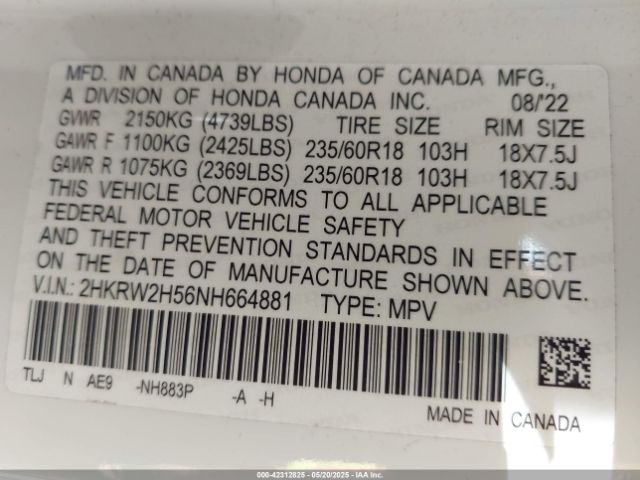 MFD. IN CANADA BY HONDA OF CANADA MFG.,
A DIVISION OF HONDA CANADA INC. 08/'22
GVWR 2150KG (4739LBS) TIRE SIZE RIM SIZE
GAWR F 1100KG (2425LBS) 235/60R18 103H 18X7.5J
GAWR R 1075KG (2369LBS) 235/60R18 103H 18X7.5J
THIS VEHICLE CONFORMS TO ALL APPLICABLE
FEDERAL MOTOR VEHICLE SAFETY
AND THEFT PREVENTION STANDARDS IN EFFECT
ON THE DATE OF MANUFACTURE SHOWN ABOVE.
V.I.N.: 2HKRW2H56NH664881 TYPE: MPV
TLJ N AE9 -NH883P -A -H
MADE IN CANADA
000-42312825 - 05/20/2025 - IAAI.COM